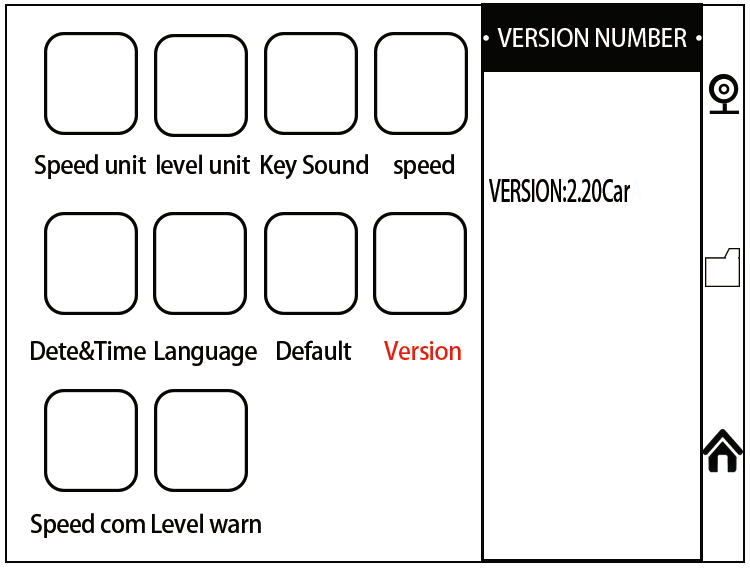 • VERSION NUMBER •
Speed unit level unit Key Sound speed
VERSION:2.20Car
Dete&Time Language Default Version
Speed com Level warn